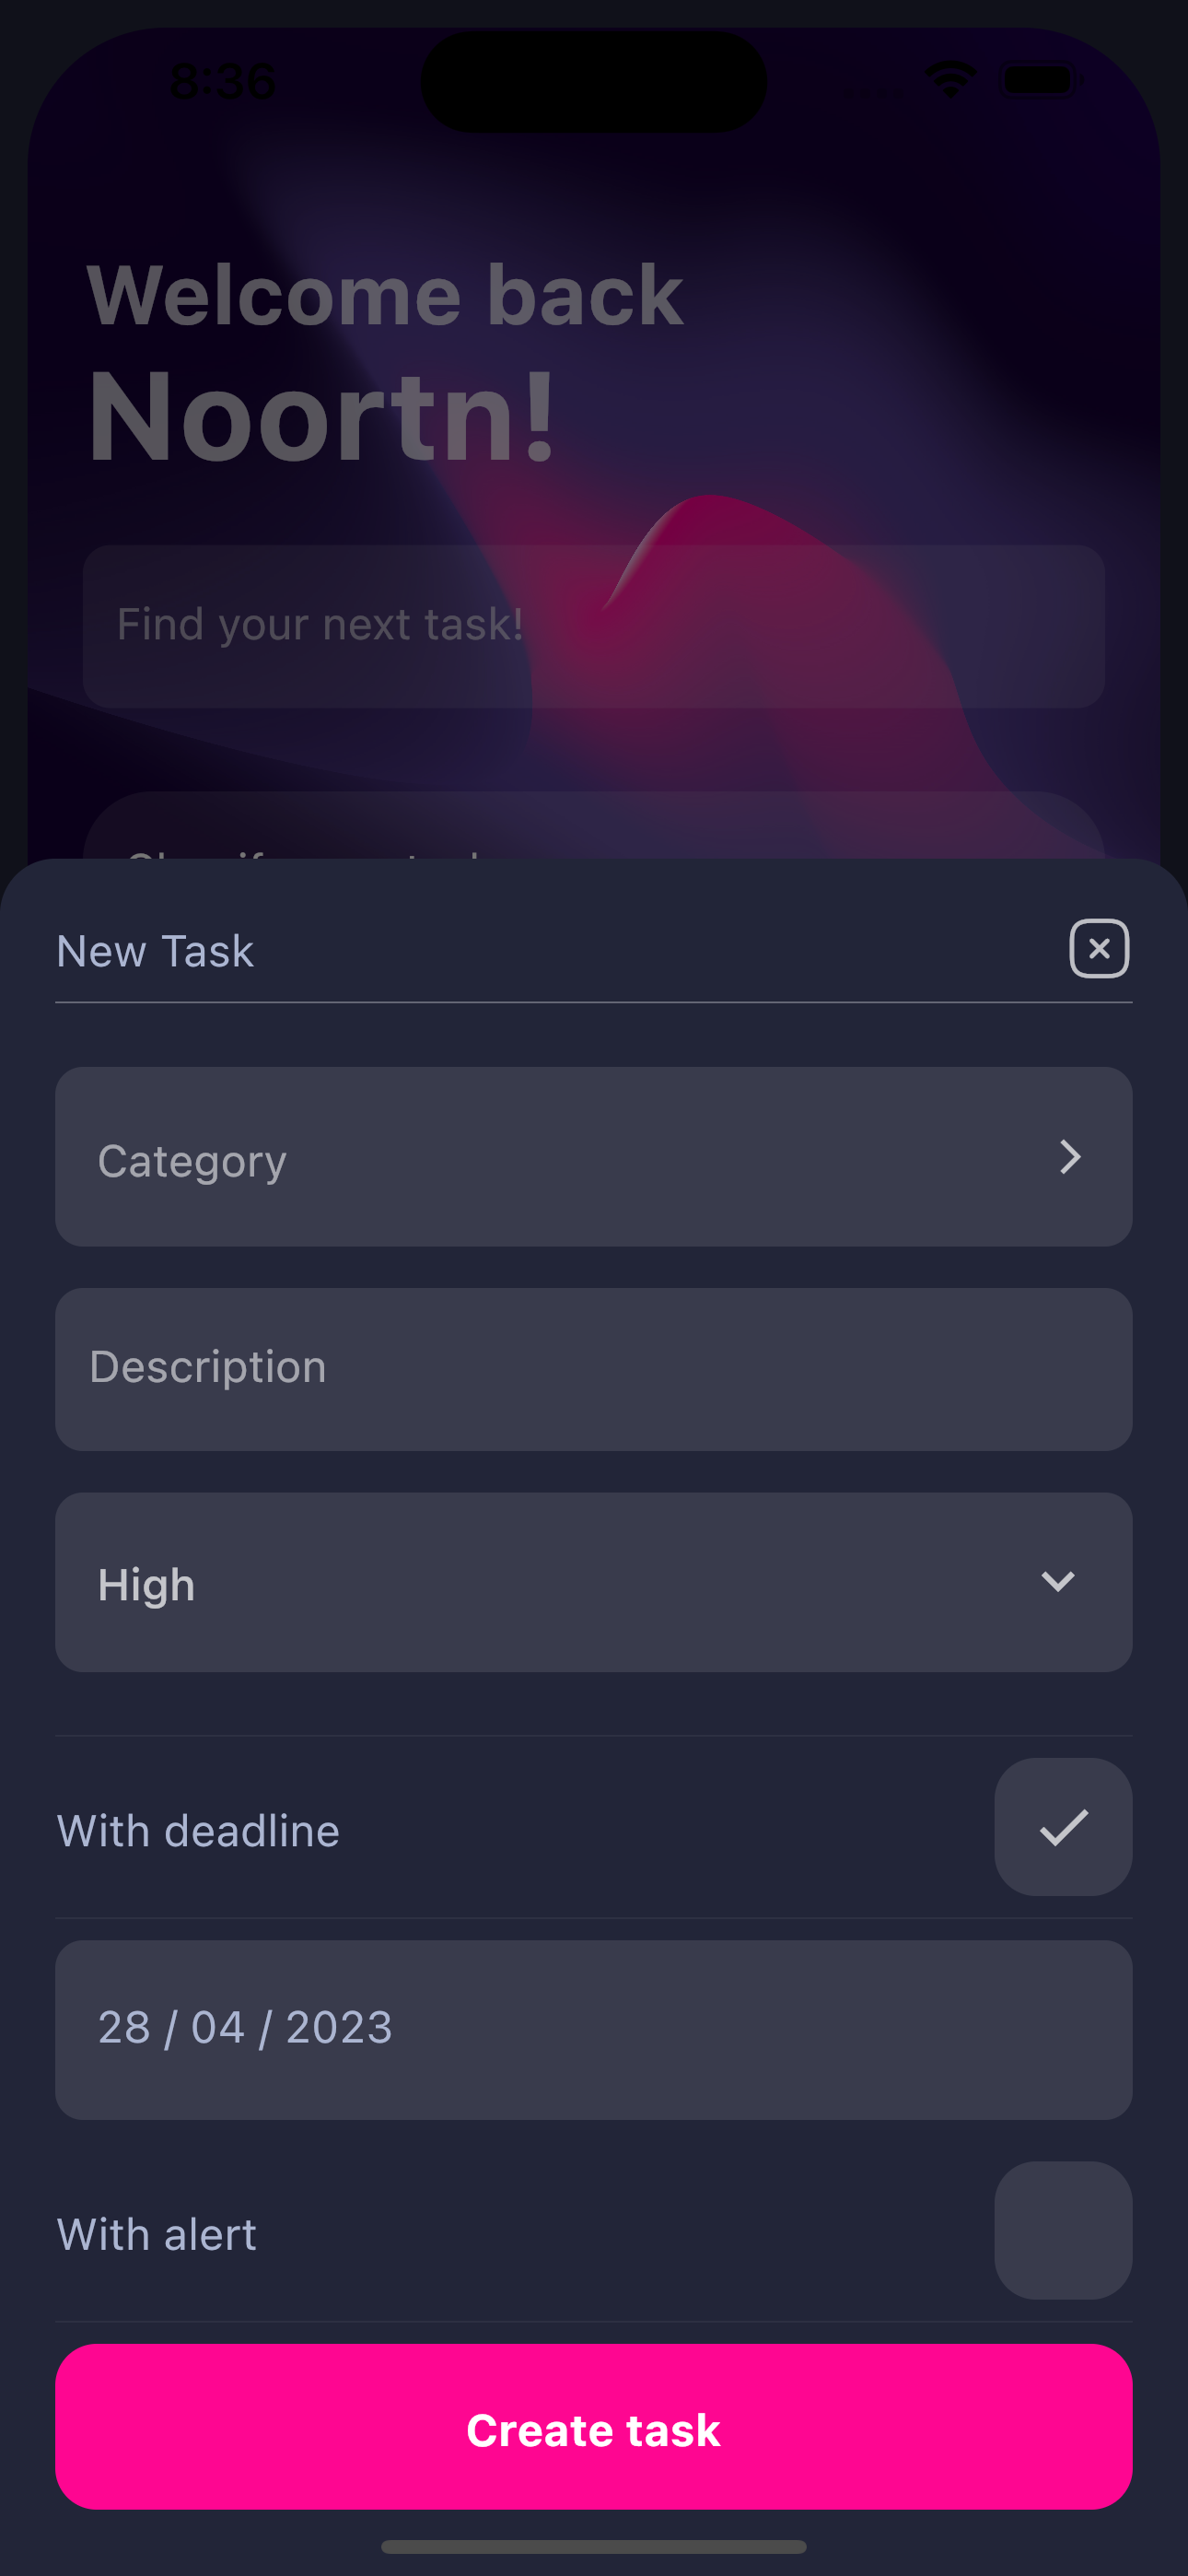 8:36
Welcome back
Noortn!
Find your next task!
New Task
Category
Description
High
With deadline
28 / 04 / 2023
With alert
Create task